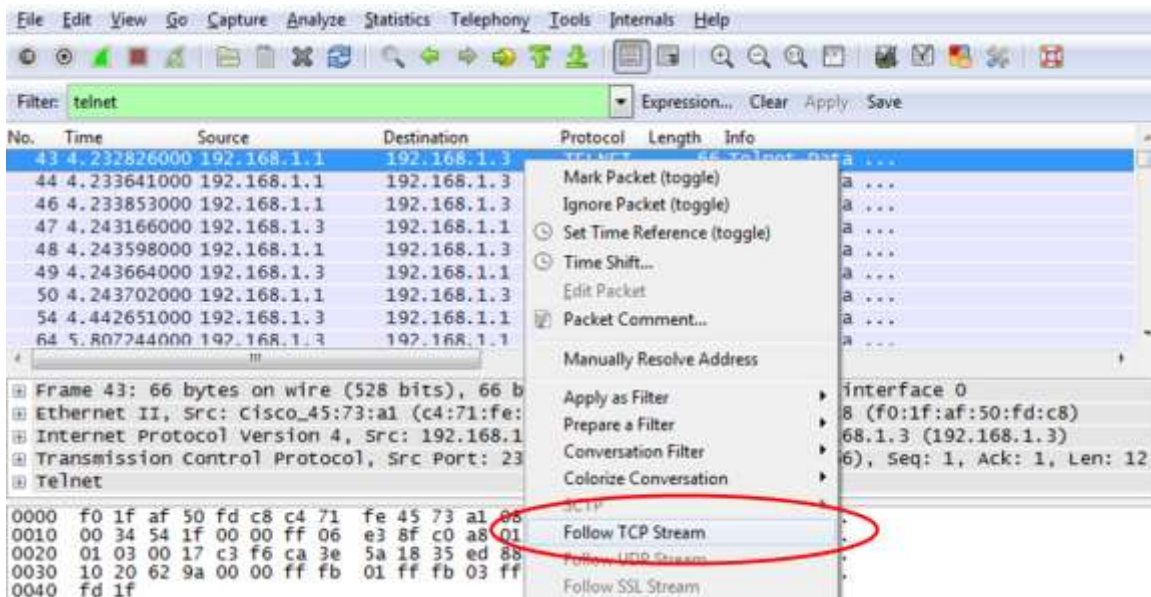 File Edit View Go Capture Analyze Statistics Telephony Tools Internals Help
Filter: telnet Expression... Clear Apply Save
No. Time Source Destination Protocol Length Info
43 4.232826000 192.168.1.1 192.168.1.3 TELNET 66 Telnet Data ...
44 4.233641000 192.168.1.1 192.168.1.3 a ...
46 4.233853000 192.168.1.1 192.168.1.3 a ...
47 4.243166000 192.168.1.3 192.168.1.1 a ...
48 4.243598000 192.168.1.1 192.168.1.3 a ...
49 4.243664000 192.168.1.3 192.168.1.1 a ...
50 4.243702000 192.168.1.1 192.168.1.3 a ...
54 4.442651000 192.168.1.3 192.168.1.1 a ...
64 5.807244000 192.168.1.3 192.168.1.1 a ...
Mark Packet (toggle)
Ignore Packet (toggle)
Set Time Reference (toggle)
Time Shift...
Edit Packet
Packet Comment...
Manually Resolve Address
Apply as Filter
Prepare a Filter
Conversation Filter
Colorize Conversation
SCTP
Follow TCP Stream
Follow UDP Stream
Follow SSL Stream
Frame 43: 66 bytes on wire (528 bits), 66 b interface 0
Ethernet II, Src: Cisco_45:73:a1 (c4:71:fe: 8 (f0:1f:af:50:fd:c8)
Internet Protocol Version 4, Src: 192.168.1 68.1.3 (192.168.1.3)
Transmission Control Protocol, Src Port: 23 6), Seq: 1, Ack: 1, Len: 12
Telnet
0000 f0 1f af 50 fd c8 c4 71 fe 45 73 a1 08
0010 00 34 54 1f 00 00 ff 06 e3 8f c0 a8 01
0020 01 03 00 17 c3 f6 ca 3e 5a 18 35 ed 88
0030 10 20 62 9a 00 00 ff fb 01 ff fb 03 ff
0040 fd 1f